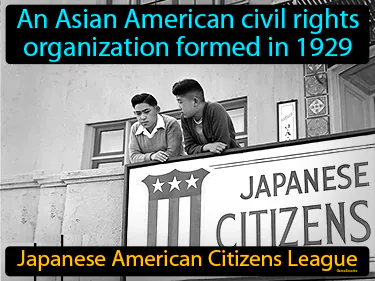 An Asian American civil rights
organization formed in 1929
JAPANESE
CITIZENS
Japanese American Citizens League